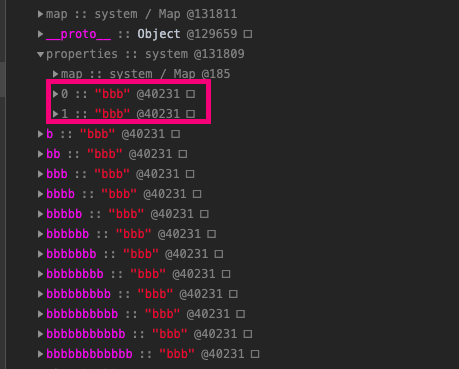 map :: system / Map @131811
__proto__ :: Object @129659
properties :: system @131809
map :: system / Map @185
0 :: "bbb" @40231
1 :: "bbb" @40231
b :: "bbb" @40231
bb :: "bbb" @40231
bbb :: "bbb" @40231
bbbb :: "bbb" @40231
bbbbb :: "bbb" @40231
bbbbbb :: "bbb" @40231
bbbbbbb :: "bbb" @40231
bbbbbbbb :: "bbb" @40231
bbbbbbbbb :: "bbb" @40231
bbbbbbbbbb :: "bbb" @40231
bbbbbbbbbbb :: "bbb" @40231
bbbbbbbbbbbb :: "bbb" @40231